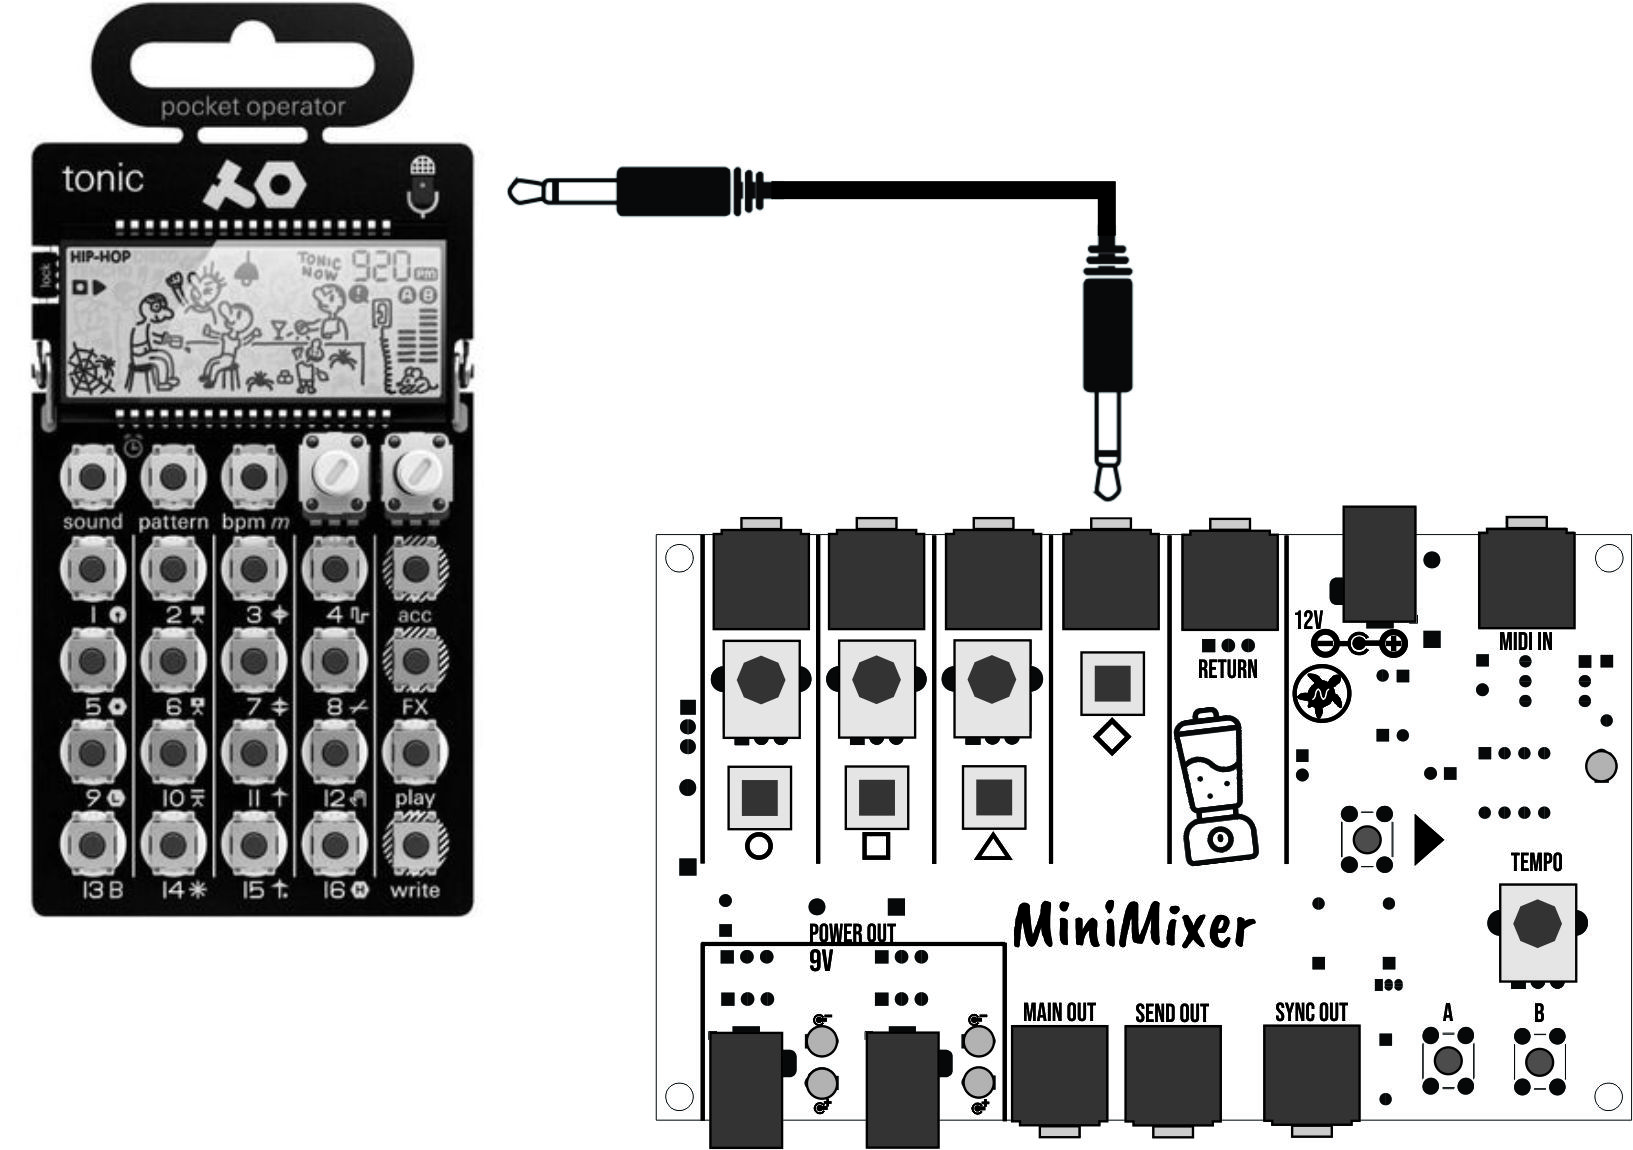 pocket operator
tonic
lock
HIP-HOP
TONIC
NOW
920 PM
A B
sound pattern bpm m
1 2 3 4 acc
5 6 7 8 FX
9 10 11 12 play
13 B 14 15 16 write
12V
MIDI IN
RETURN
TEMPO
MiniMixer
POWER OUT
9V
MAIN OUT SEND OUT SYNC OUT A B